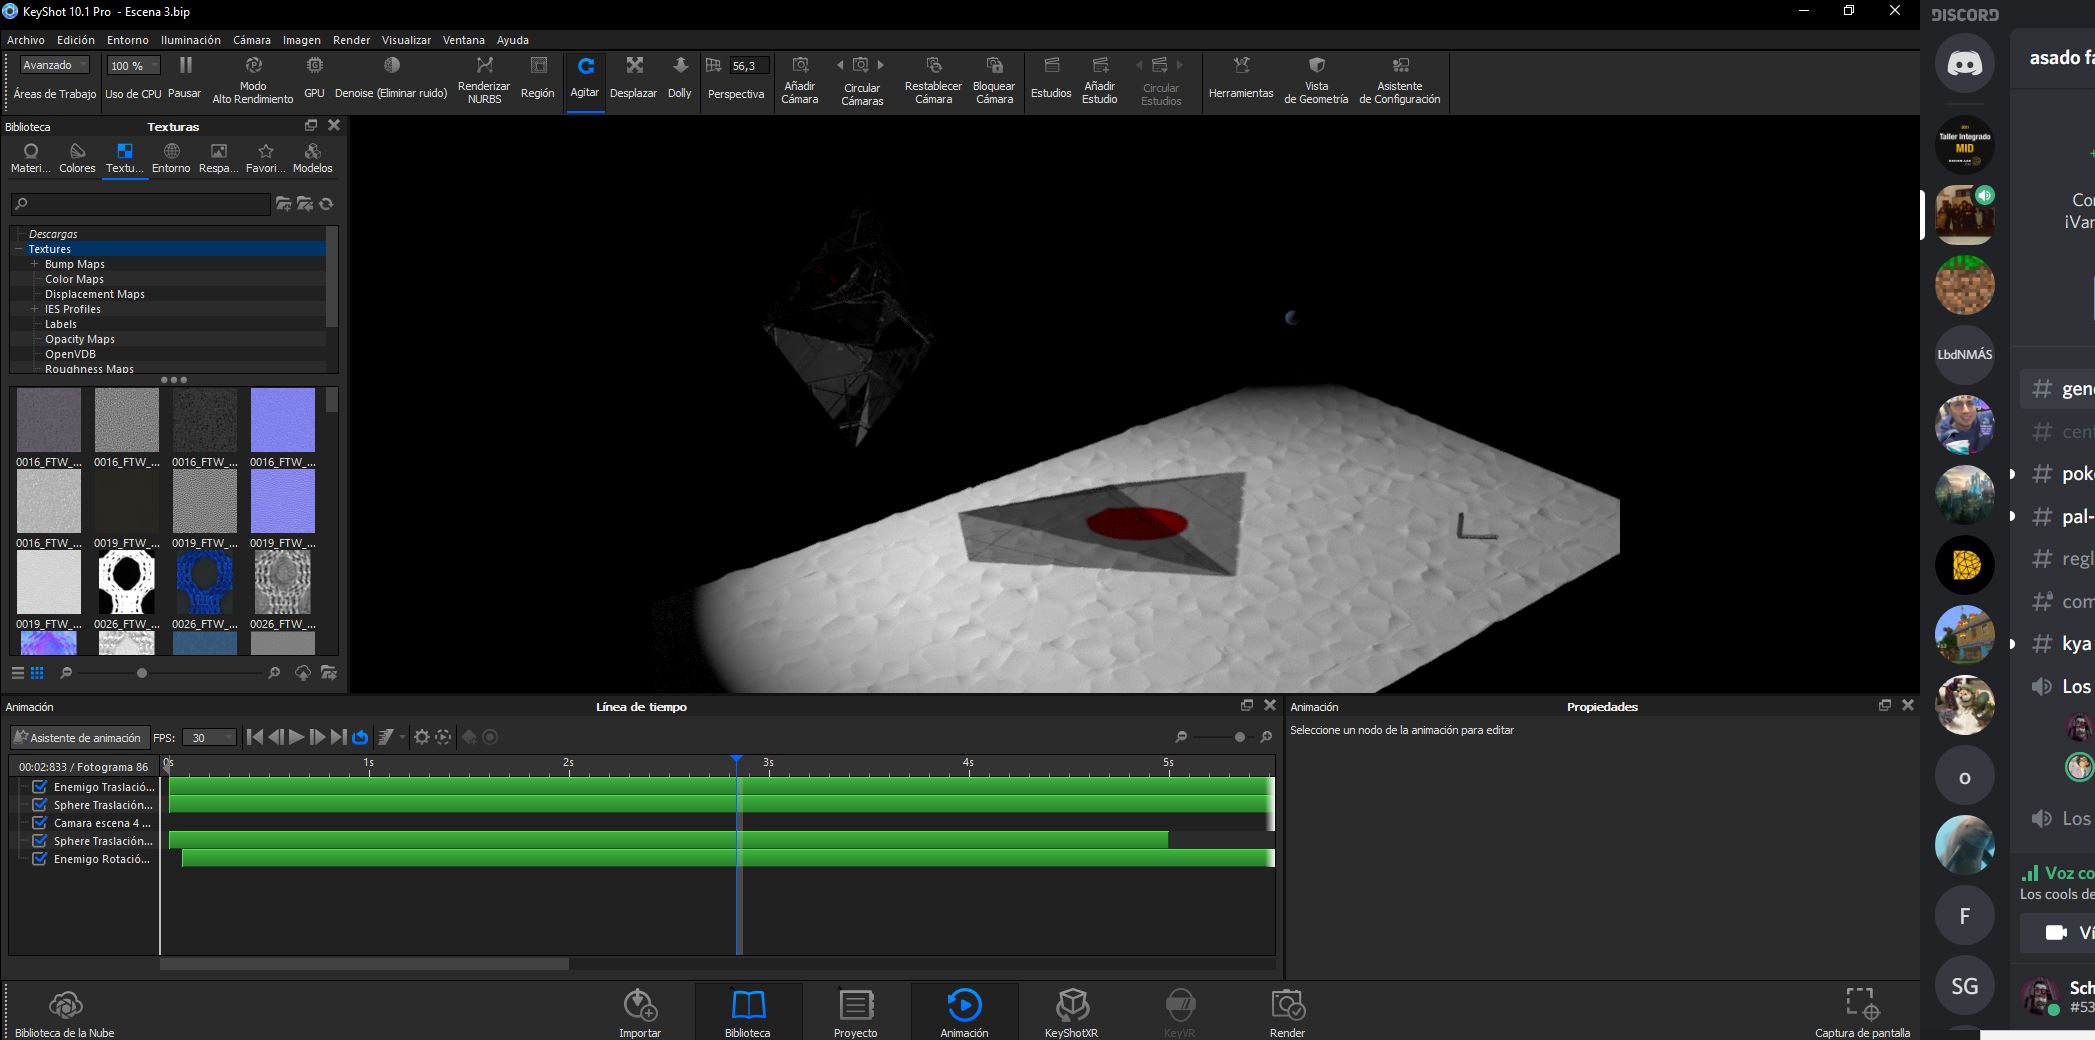 KeyShot 10.1 Pro - Escena 3.bip
DISCORD
Archivo Edición Entorno Iluminación Cámara Imagen Render Visualizar Ventana Ayuda
Avanzado
Áreas de Trabajo
100 %
Uso de CPU
Pausar
Modo
Alto Rendimiento
GPU
Denoise (Eliminar ruido)
Renderizar
NURBS
Región
Agitar
Desplazar
Dolly
56,3
Perspectiva
Añadir
Cámara
Circular
Cámaras
Restablecer
Cámara
Bloquear
Cámara
Estudios
Añadir
Estudio
Circular
Estudios
Herramientas
Vista
de Geometría
Asistente
de Configuración
Biblioteca
Texturas
Materi... Colores Textu... Entorno Respa... Favori... Modelos
Descargas
Textures
Bump Maps
Color Maps
Displacement Maps
IES Profiles
Labels
Opacity Maps
OpenVDB
Roughness Maps
0016_FTW_... 0016_FTW_... 0016_FTW_... 0016_FTW_...
0016_FTW_... 0019_FTW_... 0019_FTW_... 0019_FTW_...
0019_FTW_... 0026_FTW_... 0026_FTW_... 0026_FTW_...
Animación
Línea de tiempo
Asistente de animación
FPS: 30
00:02:833 / Fotograma 86
0s 1s 2s 3s 4s 5s
Enemigo Traslació...
Sphere Traslación...
Camara escena 4 ...
Sphere Traslación...
Enemigo Rotació...
Animación
Propiedades
Seleccione un nodo de la animación para editar
Biblioteca de la Nube
Importar
Biblioteca
Proyecto
Animación
KeyShotXR
KeyVR
Render
Captura de pantalla
Taller Integrado
MID
LbdNMÁS
D
o
F
SG
asado fa
Cor
iVar
gene
cent
poke
pal-
regl
com
kya
Los
Los
Voz co
Los cools de
Ví
Sch
#53